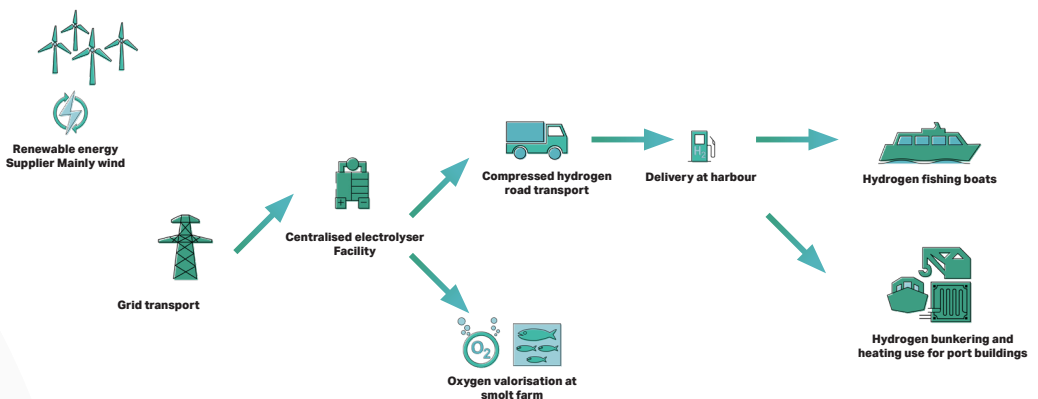 Renewable energy
Supplier Mainly wind
Grid transport
Centralised electrolyser
Facility
Compressed hydrogen
road transport
Delivery at harbour
Hydrogen fishing boats
Hydrogen bunkering and
heating use for port buildings
O2
Oxygen valorisation at
smolt farm
H2